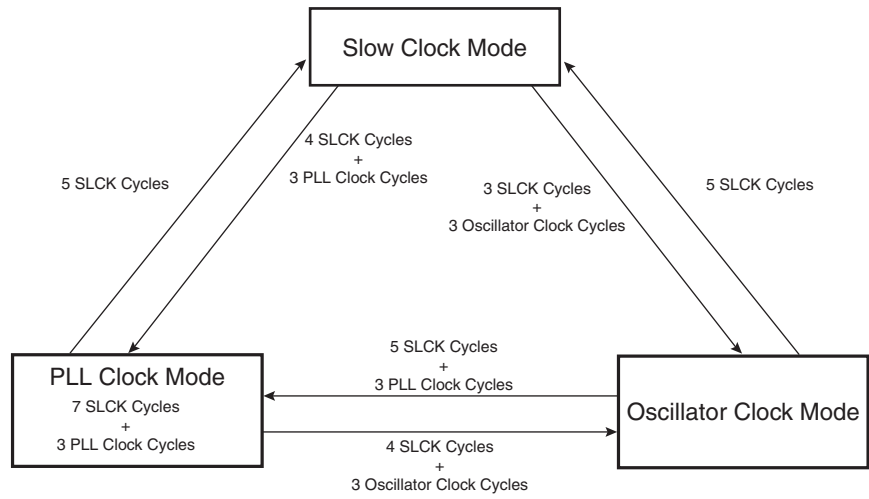 Slow Clock Mode
4 SLCK Cycles
+
3 PLL Clock Cycles
5 SLCK Cycles
3 SLCK Cycles
+
3 Oscillator Clock Cycles
5 SLCK Cycles
PLL Clock Mode
7 SLCK Cycles
+
3 PLL Clock Cycles
5 SLCK Cycles
+
3 PLL Clock Cycles
Oscillator Clock Mode
4 SLCK Cycles
+
3 Oscillator Clock Cycles